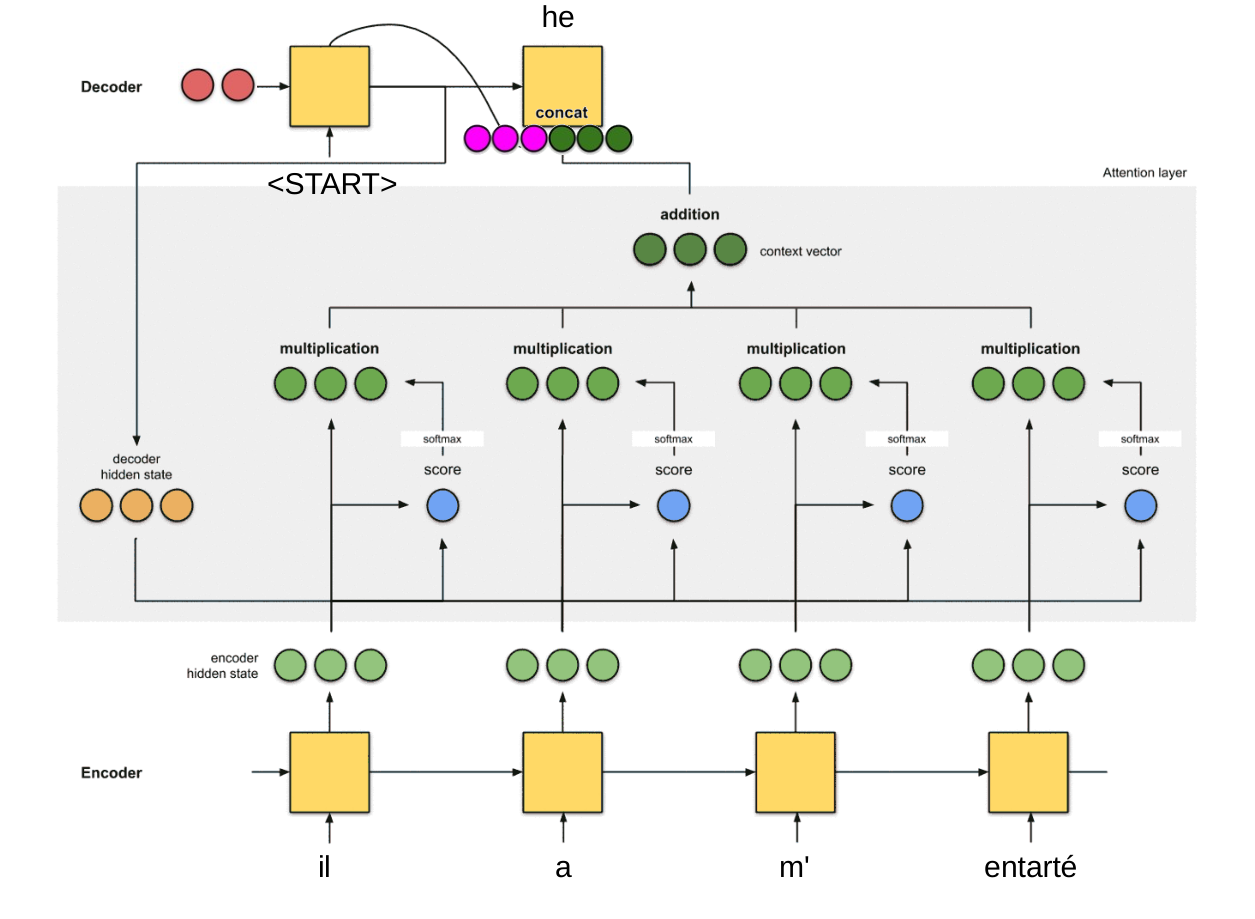 he
Decoder
concat
<START>
Attention layer
addition
context vector
multiplication
multiplication
multiplication
multiplication
softmax
softmax
softmax
softmax
decoder
hidden state
score
score
score
score
encoder
hidden state
Encoder
il
a
m'
entarté